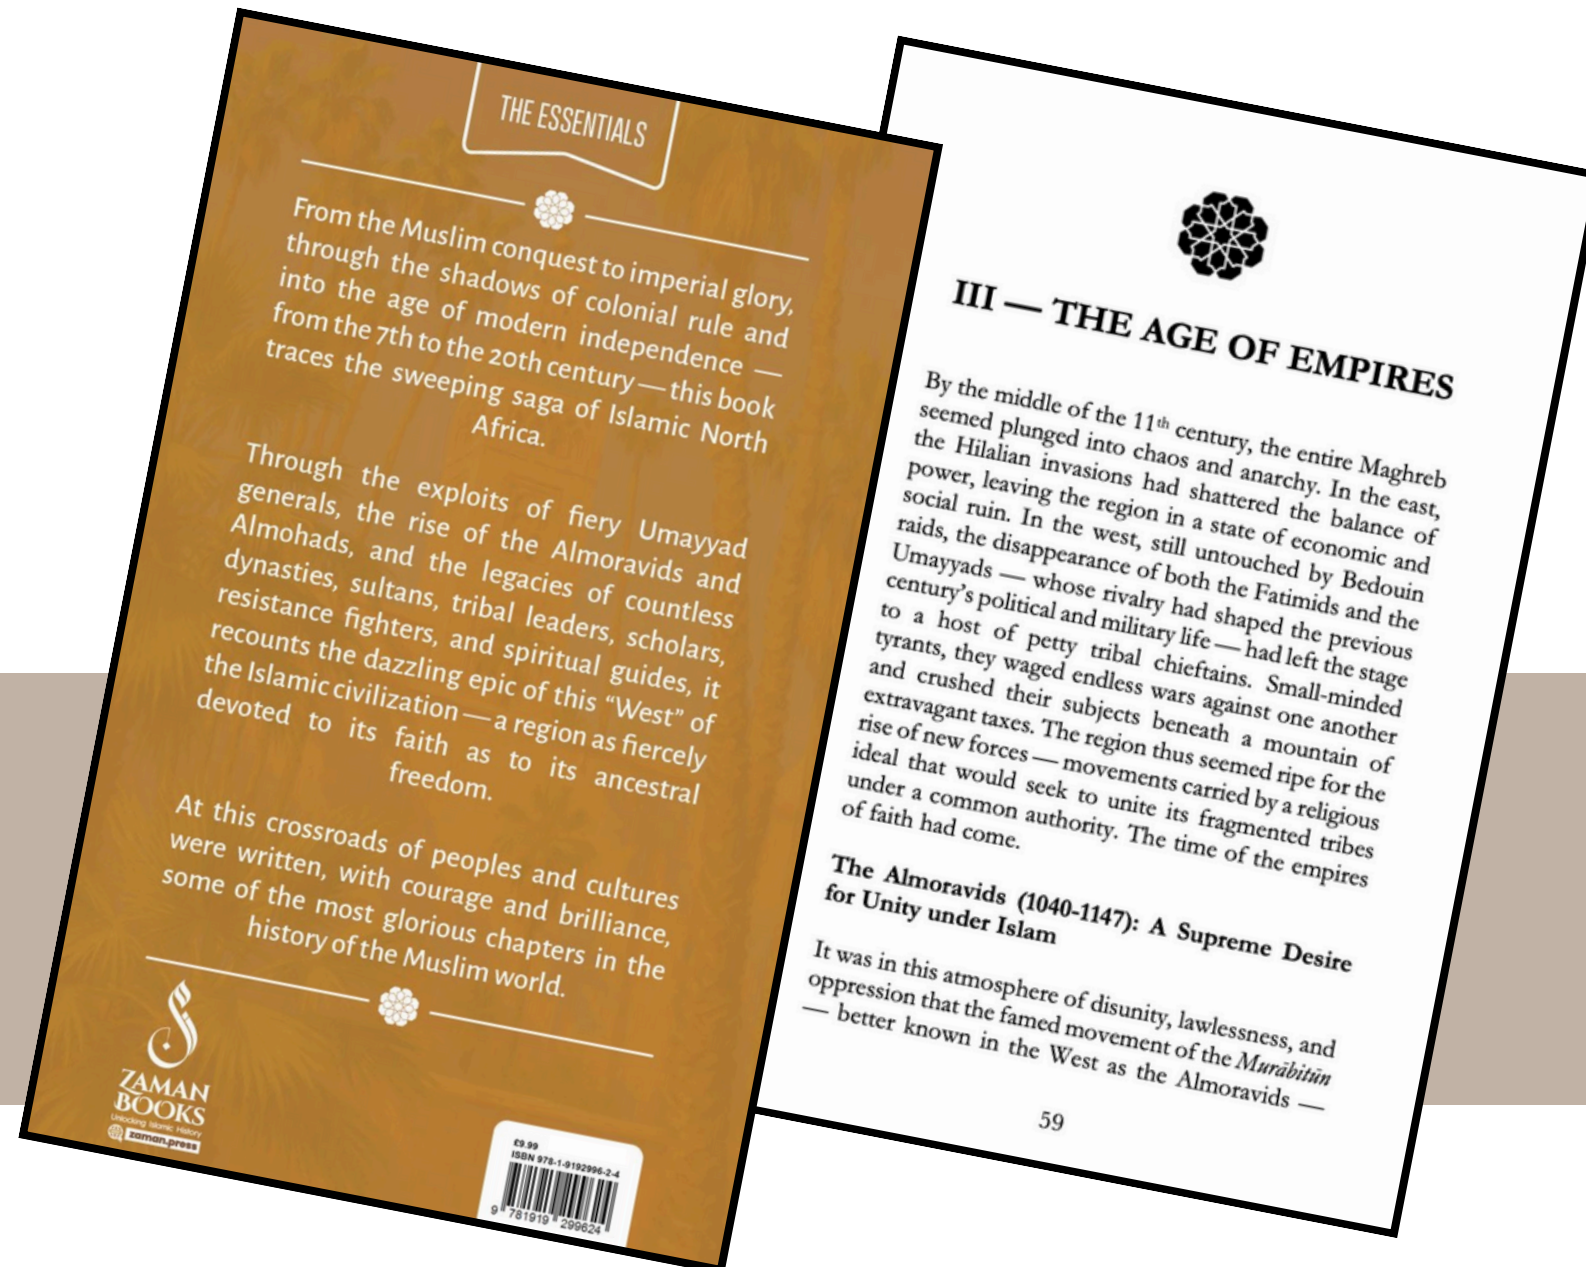 THE ESSENTIALS
From the Muslim conquest to imperial glory,
through the shadows of colonial rule and
into the age of modern independence —
from the 7th to the 20th century — this book
traces the sweeping saga of Islamic North
Africa.
Through the exploits of fiery Umayyad
generals, the rise of the Almoravids and
Almohads, and the legacies of countless
dynasties, sultans, tribal leaders, scholars,
resistance fighters, and spiritual guides, it
recounts the dazzling epic of this “West” of
the Islamic civilization — a region as fiercely
devoted to its faith as to its ancestral
freedom.
At this crossroads of peoples and cultures
were written, with courage and brilliance,
some of the most glorious chapters in the
history of the Muslim world.
ZAMAN
BOOKS
Unlocking Islamic History
zaman.press
£9.99
ISBN 978-1-9192996-2-4
9 781919 299624
III — THE AGE OF EMPIRES
By the middle of the 11th century, the entire Maghreb
seemed plunged into chaos and anarchy. In the east,
the Hilalian invasions had shattered the balance of
power, leaving the region in a state of economic and
social ruin. In the west, still untouched by Bedouin
raids, the disappearance of both the Fatimids and the
Umayyads — whose rivalry had shaped the previous
century’s political and military life — had left the stage
to a host of petty tribal chieftains. Small-minded
tyrants, they waged endless wars against one another
and crushed their subjects beneath a mountain of
extravagant taxes. The region thus seemed ripe for the
rise of new forces — movements carried by a religious
ideal that would seek to unite its fragmented tribes
under a common authority. The time of the empires
of faith had come.
The Almoravids (1040-1147): A Supreme Desire
for Unity under Islam
It was in this atmosphere of disunity, lawlessness, and
oppression that the famed movement of the Murābitūn
— better known in the West as the Almoravids —
59